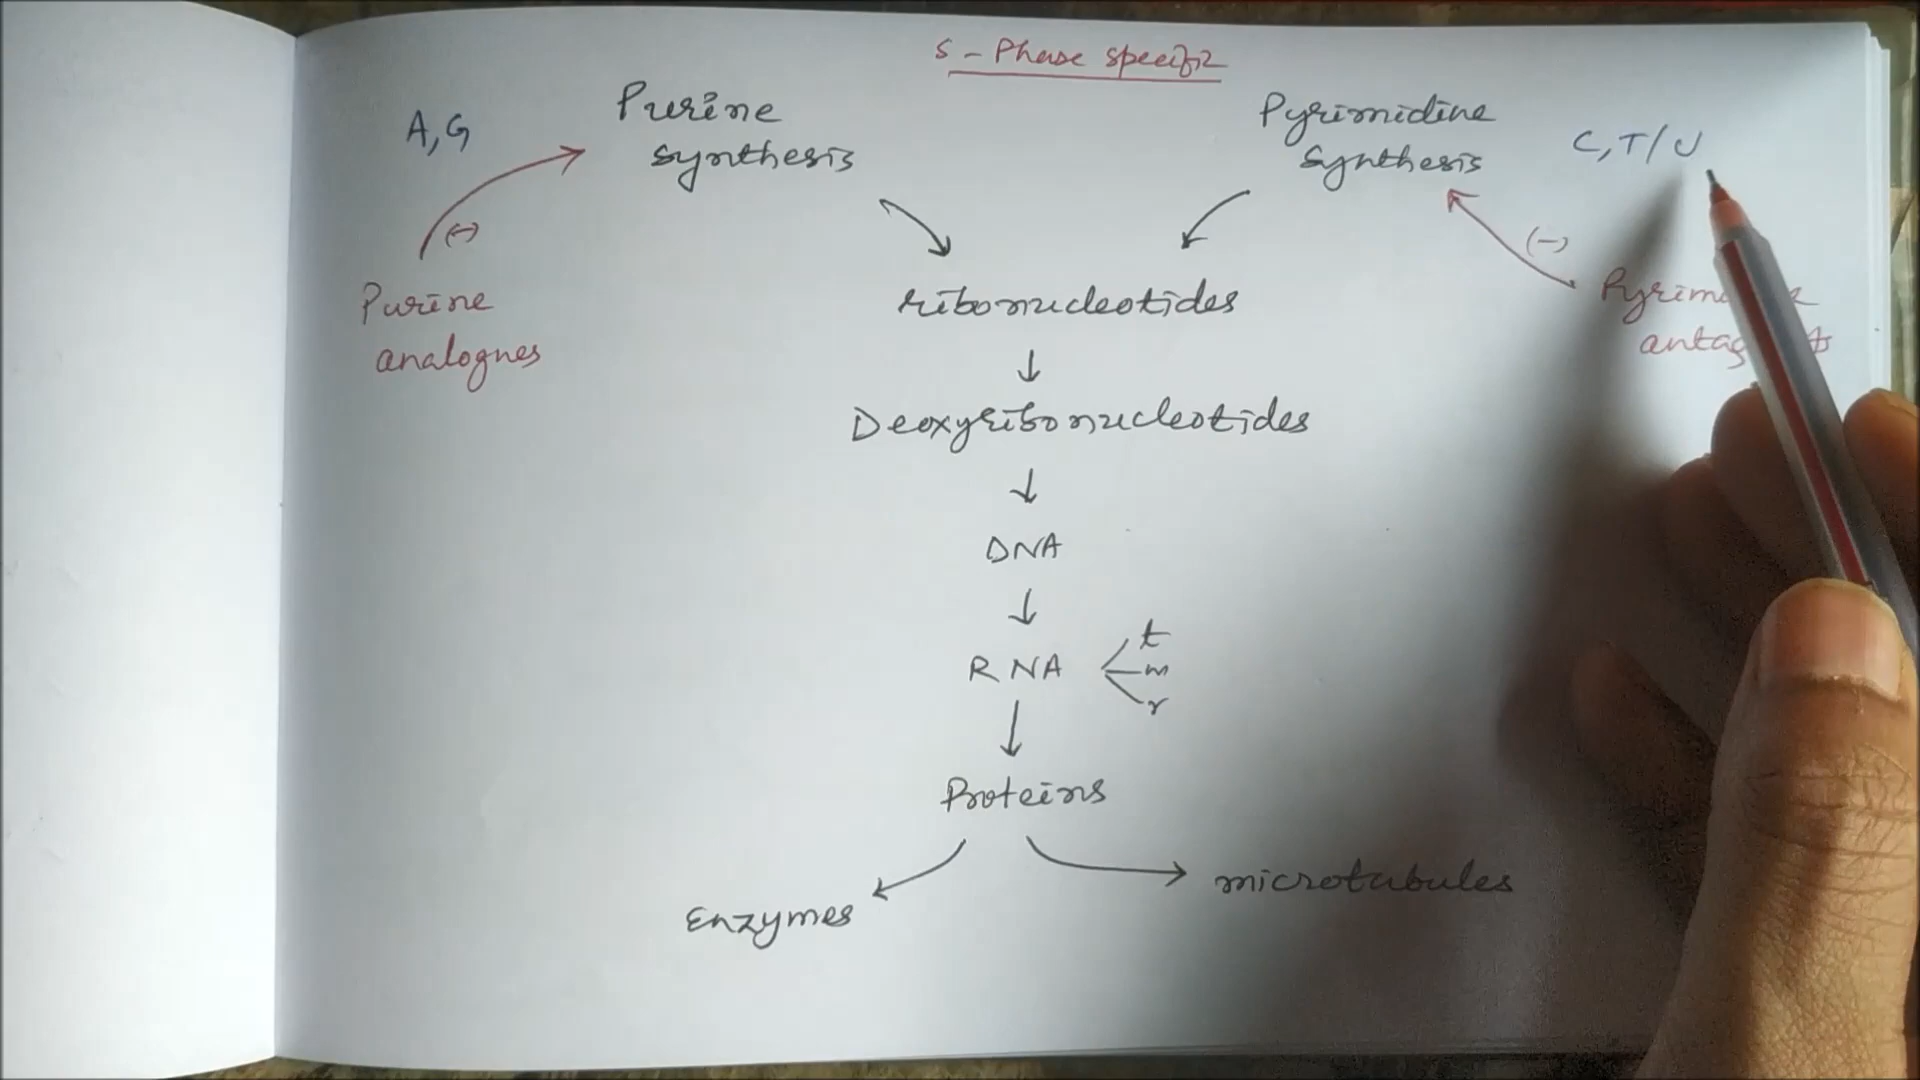 S - Phase specific
A, G
Purine
synthesis
Pyrimidine
synthesis
C, T/U
(-)
(-)
Purine
analogues
ribonucleotides
↓
Deoxyribonucleotides
↓
DNA
↓
RNA
t
m
r
↓
Proteins
Enzymes
microtubules